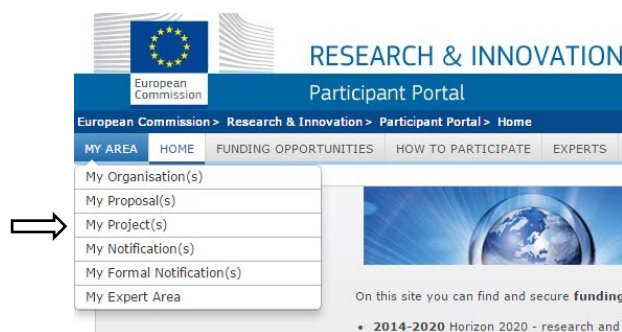 European
Commission
RESEARCH & INNOVATION
Participant Portal
European Commission > Research & Innovation > Participant Portal > Home
MY AREA HOME FUNDING OPPORTUNITIES HOW TO PARTICIPATE EXPERTS
My Organisation(s)
My Proposal(s)
My Project(s)
My Notification(s)
My Formal Notification(s)
My Expert Area
On this site you can find and secure funding
• 2014-2020 Horizon 2020 - research and